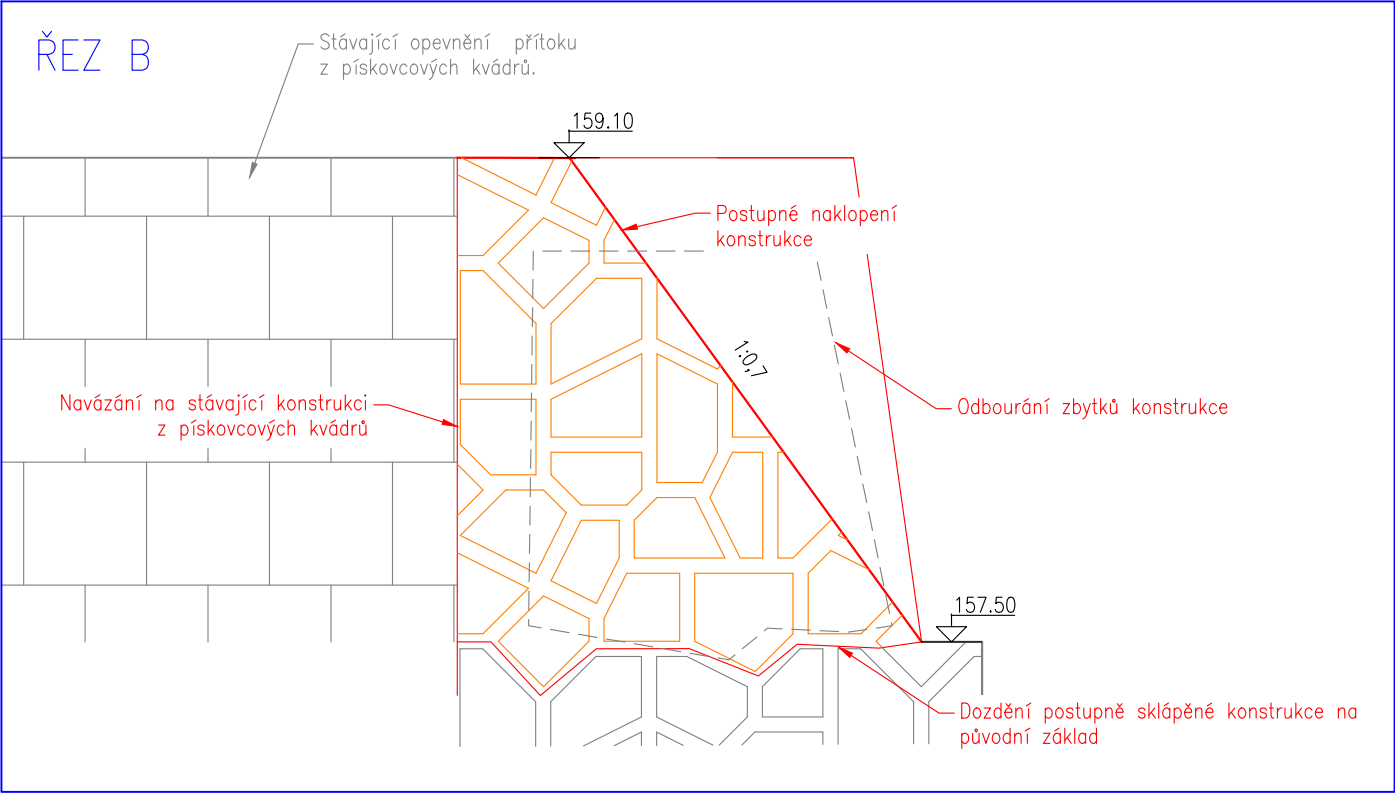 ŘEZ B
Stávající opevnění přítoku
z pískovcových kvádrů.
159.10
Postupné naklopení
konstrukce
1:0,7
Navázání na stávající konstrukci
z pískovcových kvádrů
Odbourání zbytků konstrukce
157.50
Dozdění postupně sklápěné konstrukce na
původní základ